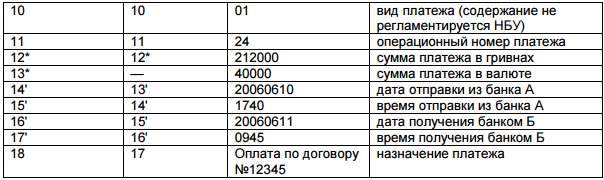 10 10 01 вид платежа (содержание не
регламентируется НБУ)
11 11 24 операционный номер платежа
12* 12* 212000 сумма платежа в гривнах
13* — 40000 сумма платежа в валюте
14' 13' 20060610 дата отправки из банка А
15' 14' 1740 время отправки из банка А
16' 15' 20060611 дата получения банком Б
17' 16' 0945 время получения банком Б
18 17 Оплата по договору назначение платежа
№12345